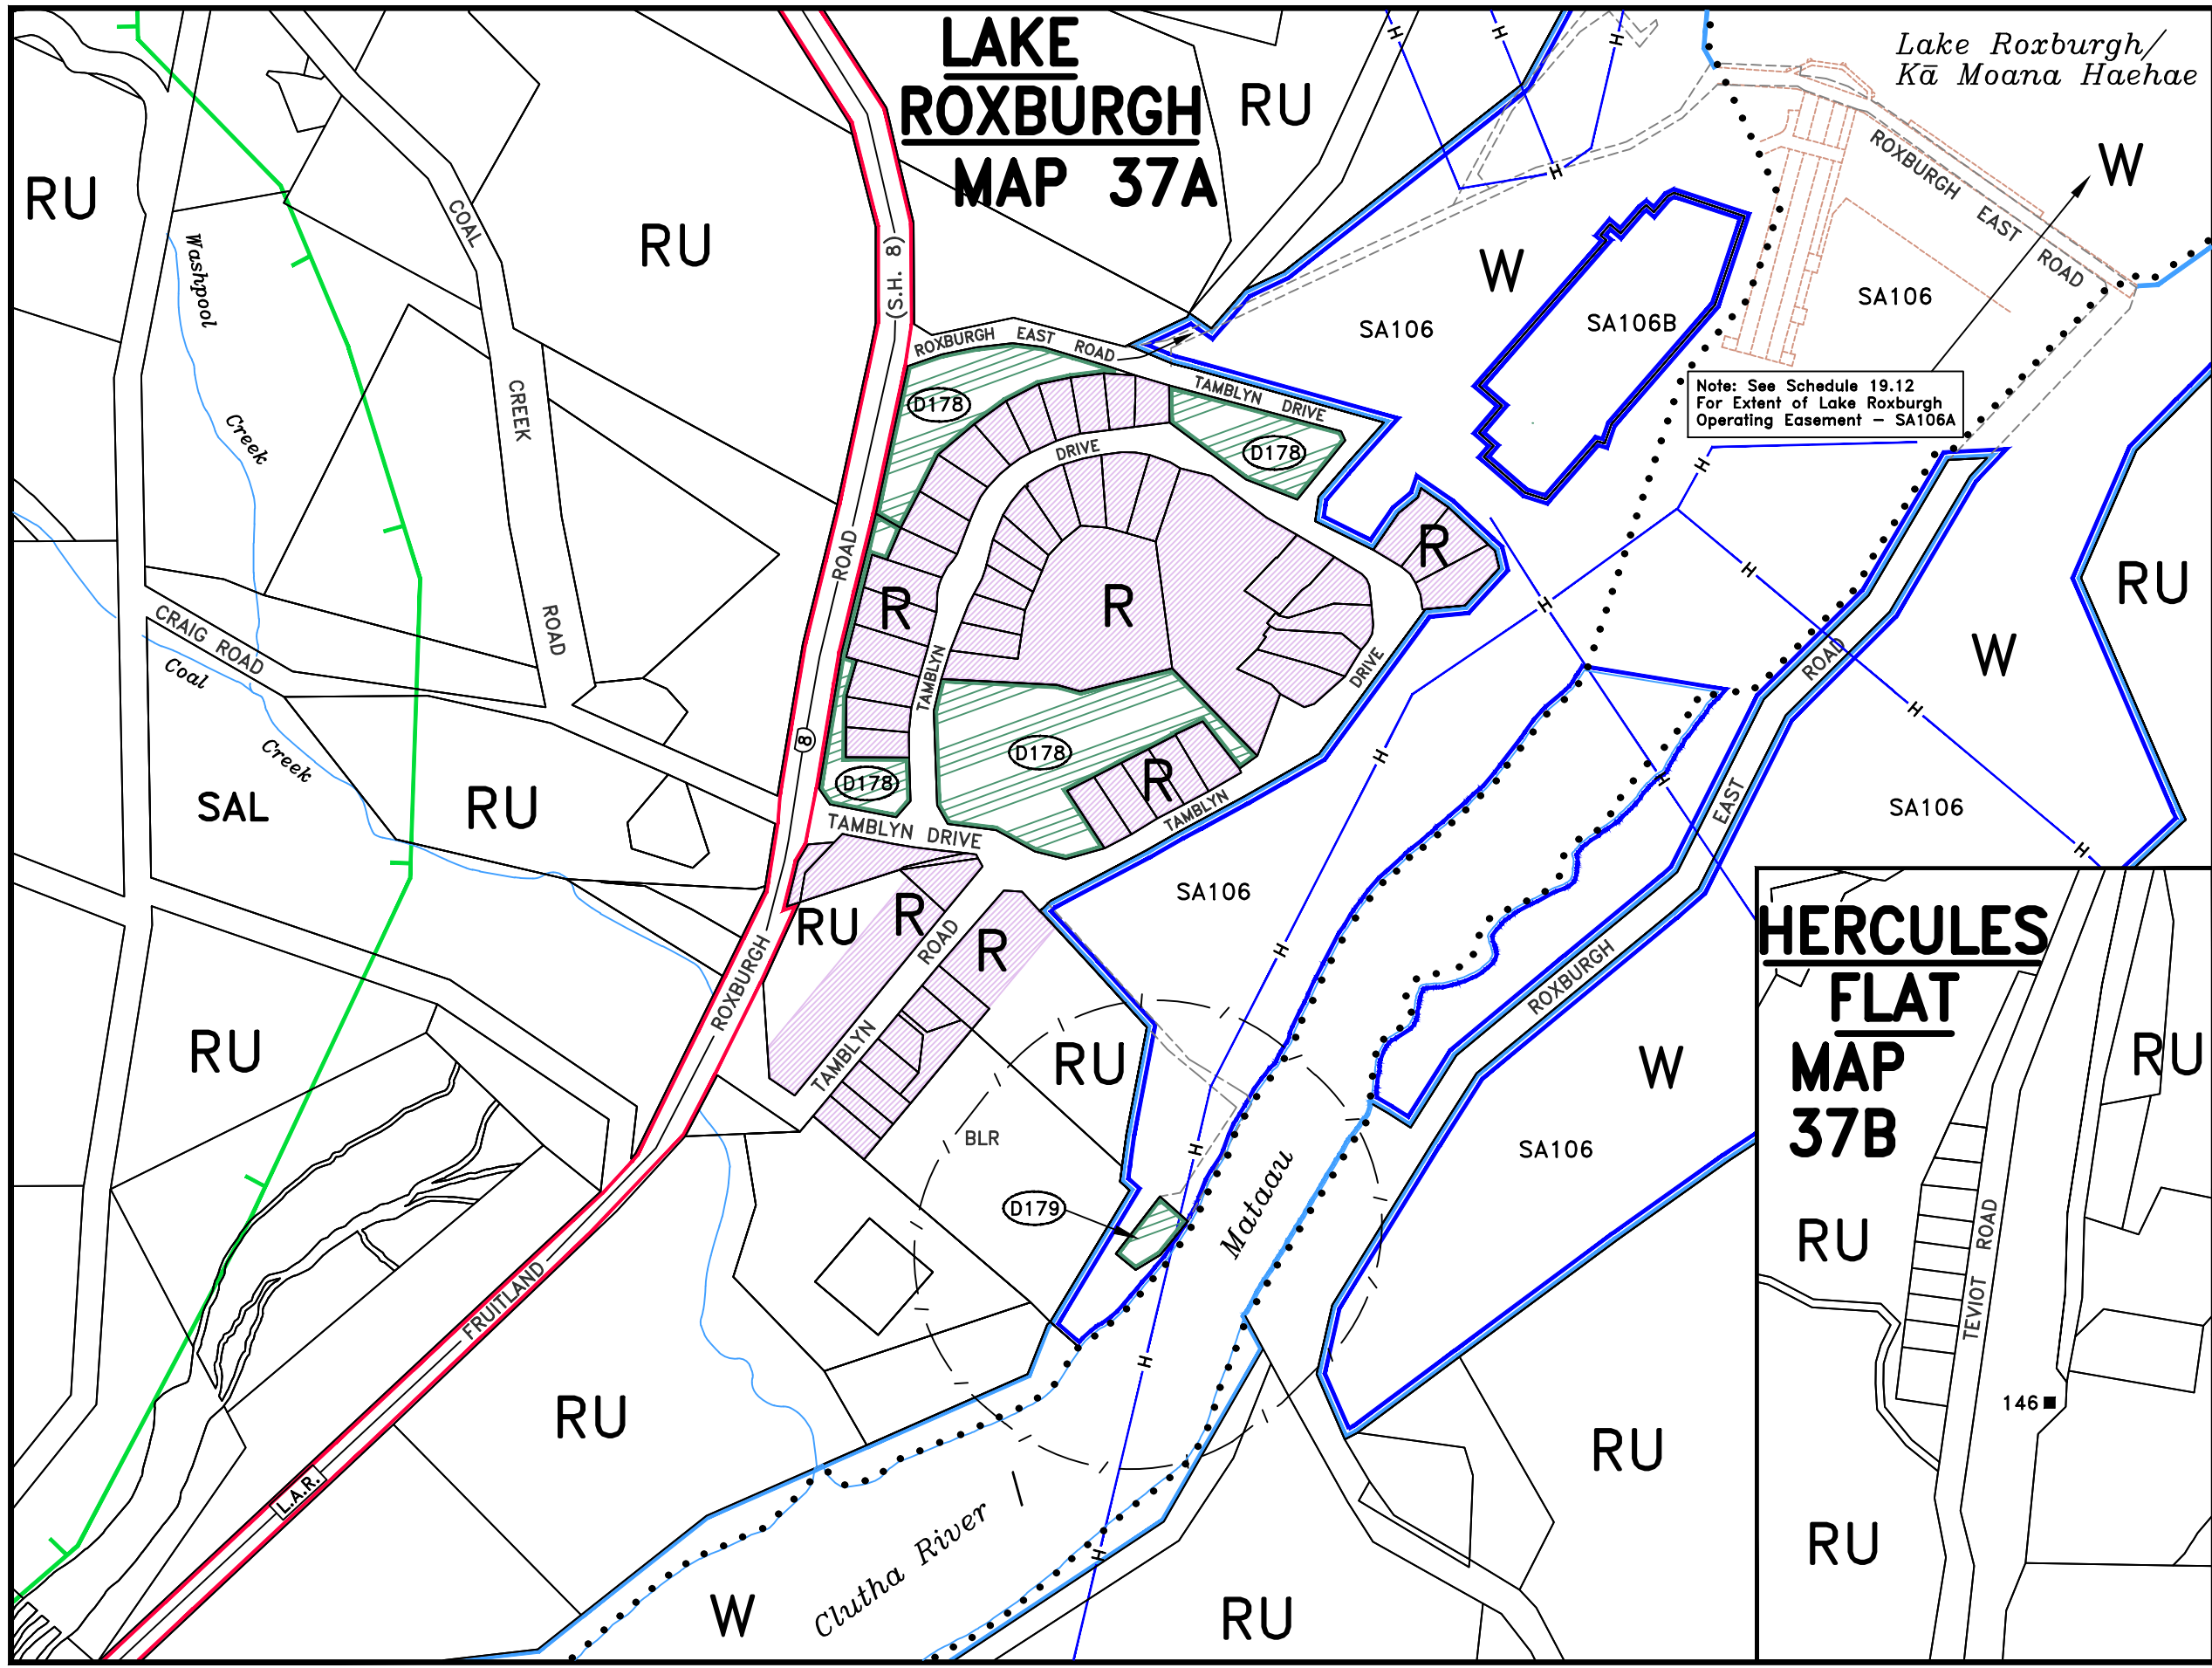 LAKE
ROXBURGH
MAP 37A
Lake Roxburgh/
Kā Moana Haehae
RU
RU
RU
W
W
H
H
H
H
COAL
CREEK
ROAD
Washpool
Creek
(S.H. 8)
ROXBURGH EAST ROAD
ROXBURGH EAST ROAD
SA106
SA106B
SA106
Note: See Schedule 19.12
For Extent of Lake Roxburgh
Operating Easement – SA106A
TAMBLYN DRIVE
D178
D178
DRIVE
H
ROAD
R
R
R
H
H
RU
CRAIG ROAD
Coal
Creek
TAMBLYN
DRIVE
ROAD
W
H
8
D178
D178
R
TAMBLYN
H
H
EAST
SA106
SAL
RU
TAMBLYN DRIVE
H
SA106
RU
R
R
ROAD
ROXBURGH
H
ROXBURGH
HERCULES
FLAT
MAP
37B
RU
RU
TAMBLYN
RU
W
BLR
H
SA106
D179
Mataau
RU
TEVIOT ROAD
FRUITLAND
H
146
RU
RU
L.A.R.
Clutha River
H
RU
W
RU